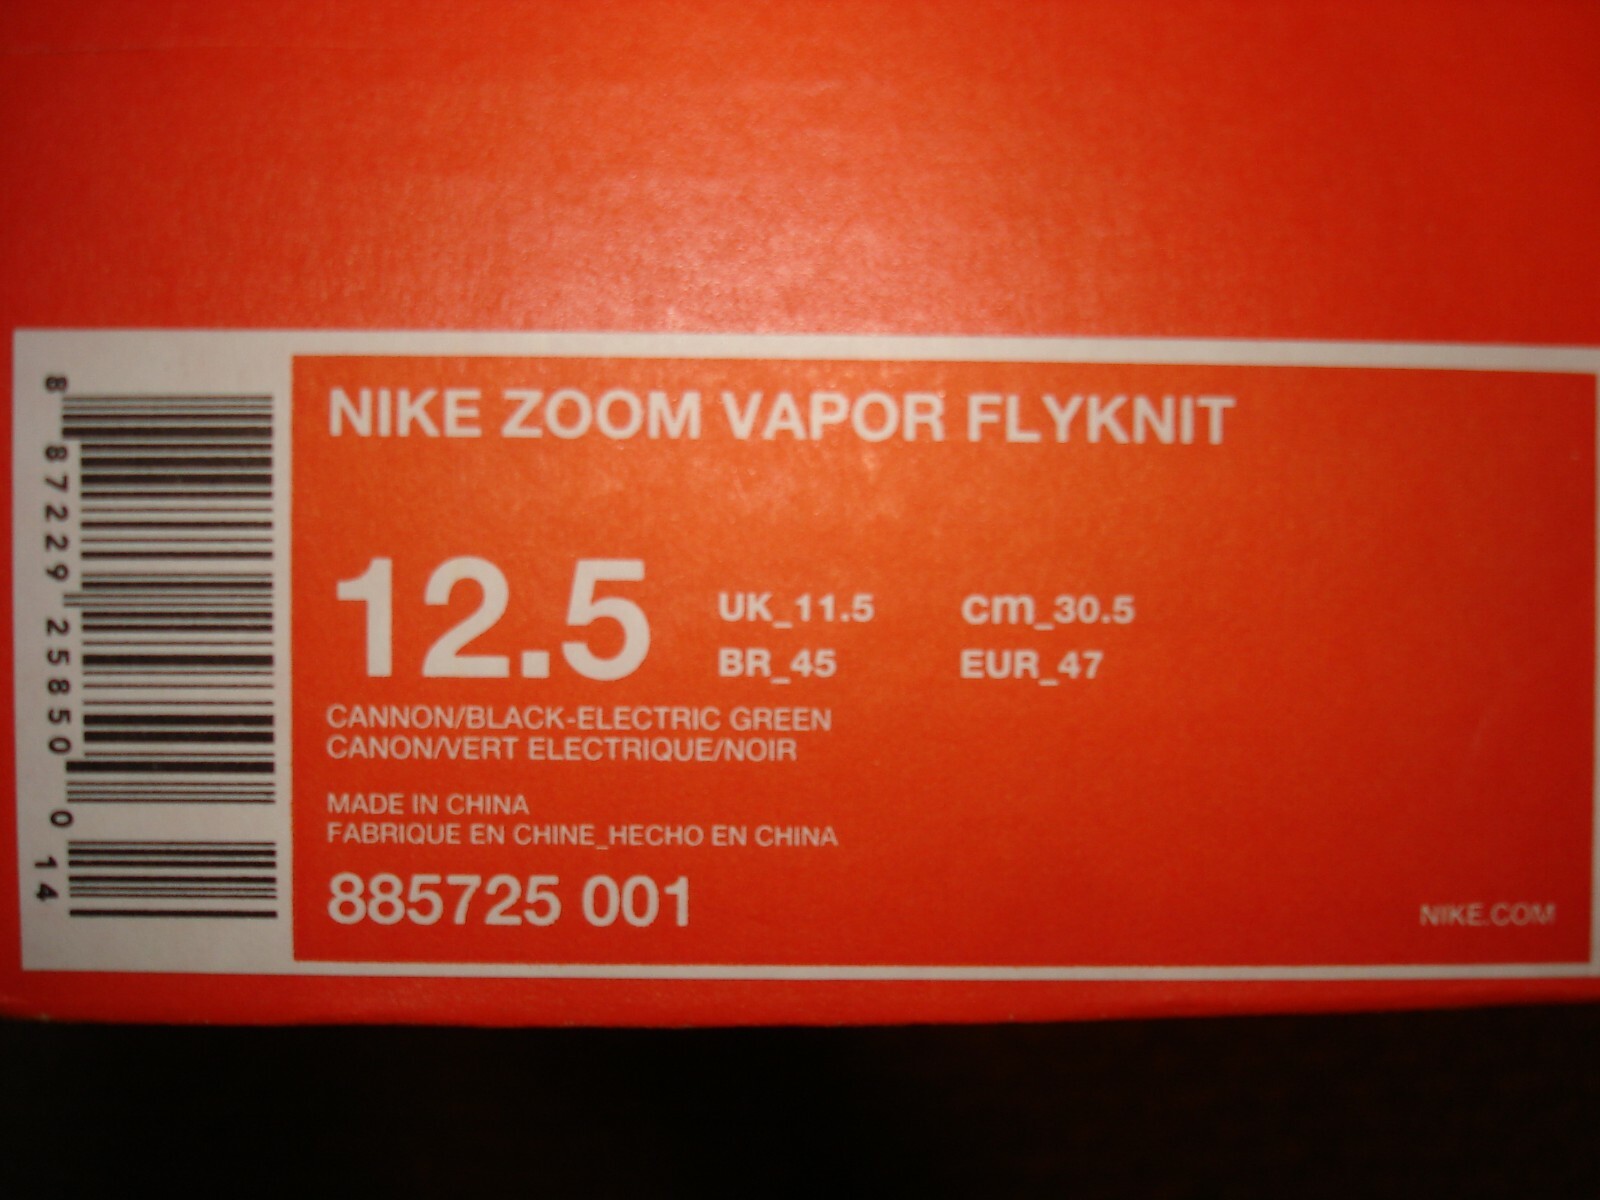 NIKE ZOOM VAPOR FLYKNIT
12.5
UK_11.5 cm_30.5
BR_45 EUR_47
CANNON/BLACK-ELECTRIC GREEN
CANON/VERT ELECTRIQUE/NOIR
MADE IN CHINA
FABRIQUE EN CHINE_HECHO EN CHINA
885725 001
NIKE.COM
8 87229 25850 0 14